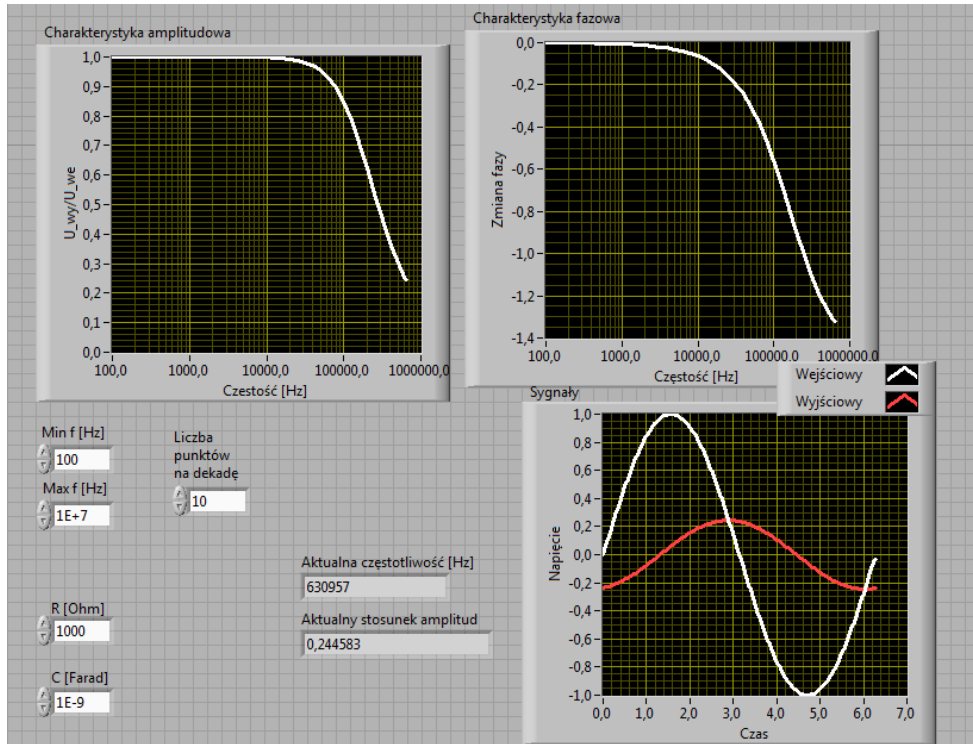 Charakterystyka amplitudowa
1,0
0,9
0,8
0,7
0,6
0,5
0,4
0,3
0,2
0,1
0,0
U_wy/U_we
100,0 1000,0 10000,0 100000,0 1000000,0
Czestość [Hz]
Charakterystyka fazowa
0,0
-0,2
-0,4
-0,6
-0,8
-1,0
-1,2
-1,4
Zmiana fazy
100,0 1000,0 10000,0 100000,0 1000000,0
Częstość [Hz]
Wejściowy
Wyjściowy
Sygnały
1,0
0,8
0,6
0,4
0,2
0,0
-0,2
-0,4
-0,6
-0,8
-1,0
Napięcie
0,0 1,0 2,0 3,0 4,0 5,0 6,0 7,0
Czas
Min f [Hz]
100
Max f [Hz]
1E+7
Liczba
punktów
na dekadę
10
Aktualna częstotliwość [Hz]
630957
Aktualny stosunek amplitud
0,244583
R [Ohm]
1000
C [Farad]
1E-9